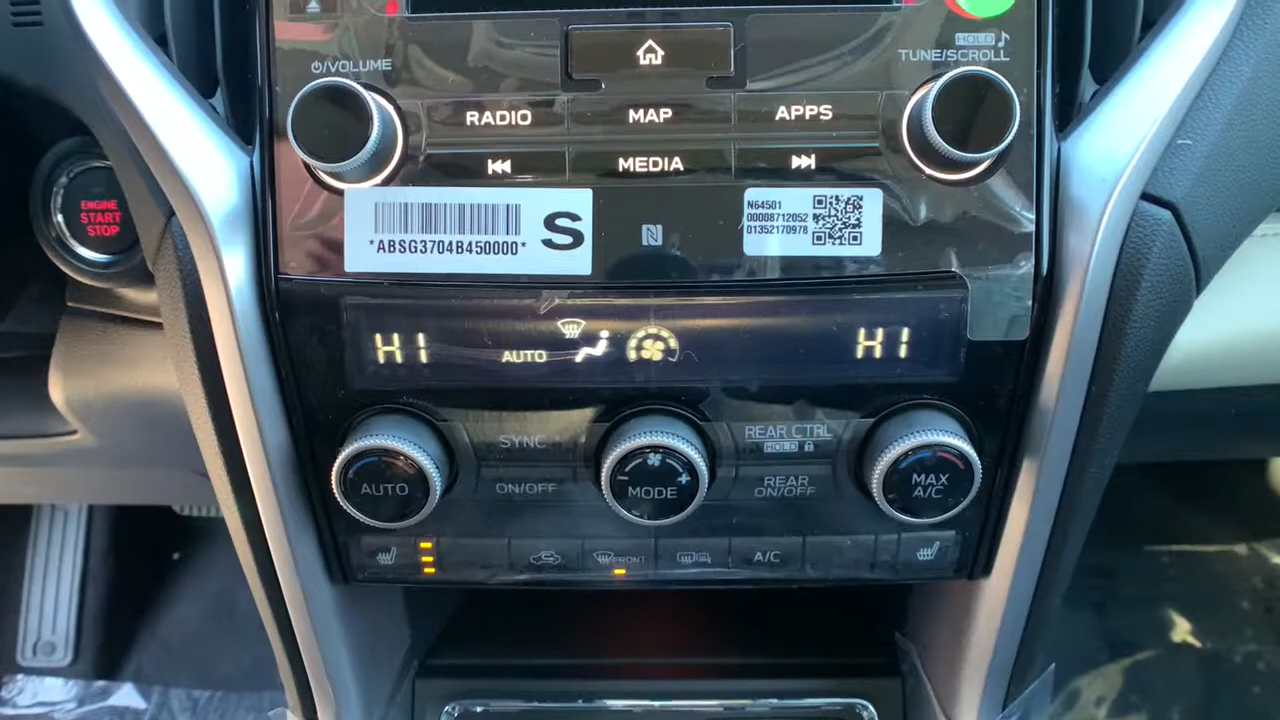 HOLD
⏻/VOLUME
TUNE/SCROLL
RADIO
MAP
APPS
MEDIA
ENGINE
START
STOP
*ABSG3704B450000*
S
N
N64501
00008712052
01352170978
HI
AUTO
HI
SYNC
REAR CTRL
HOLD
AUTO
ON/OFF
MODE
- +
REAR
ON/OFF
MAX
A/C
FRONT
A/C